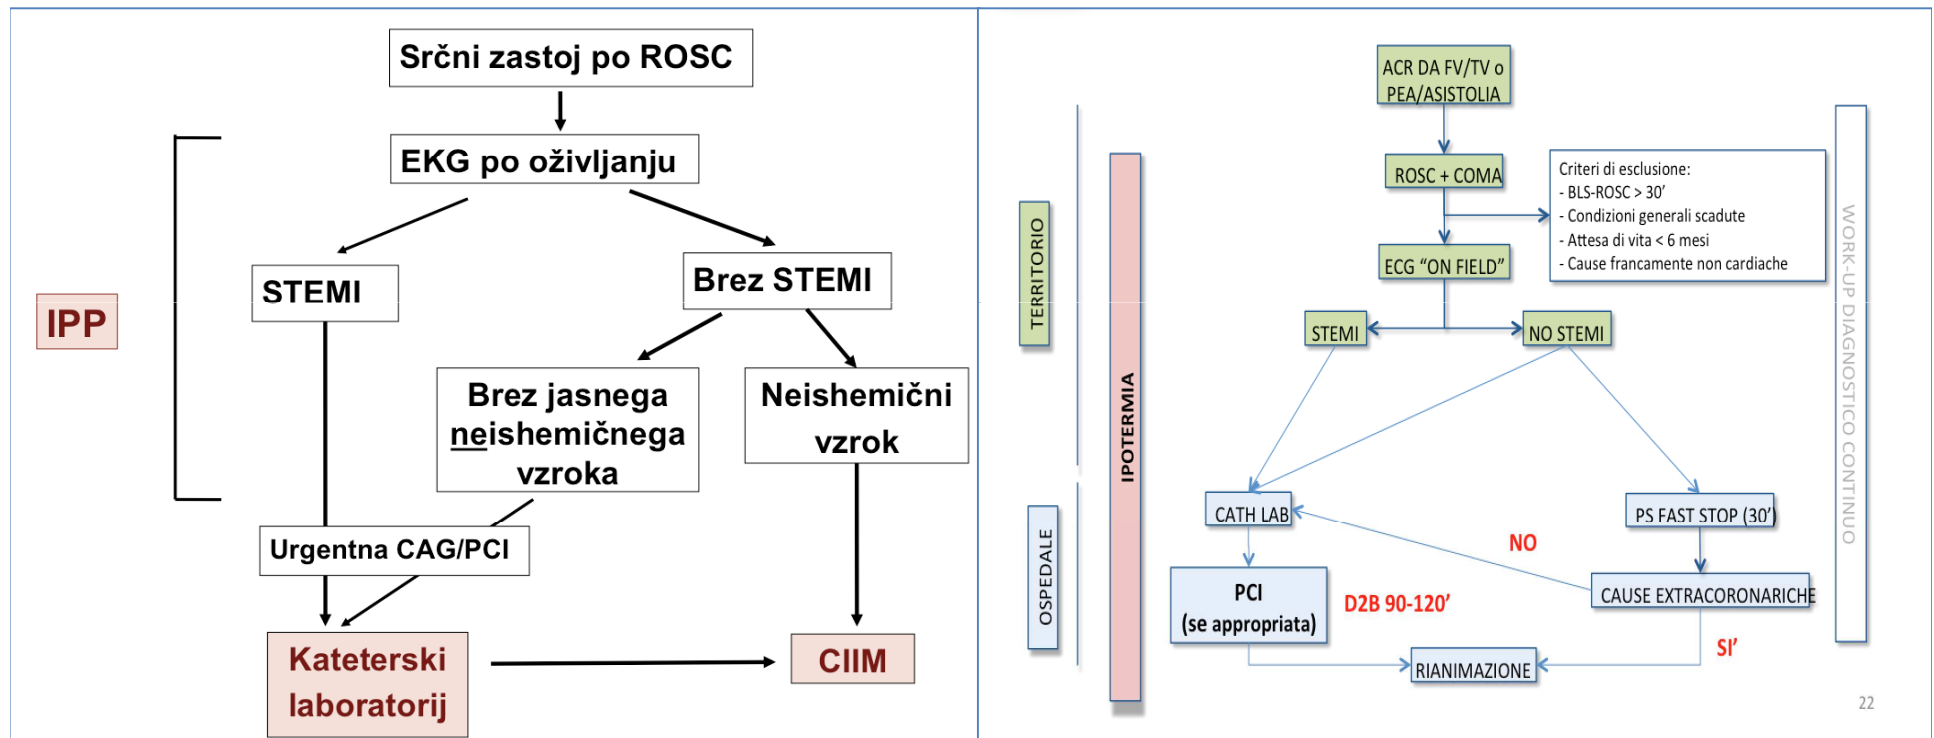 Srčni zastoj po ROSC
EKG po oživljanju
STEMI
Brez STEMI
IPP
Brez jasnega
neishemičnega
vzroka
Neishemični
vzrok
Urgentna CAG/PCI
Kateterski
laboratorij
CIIM
ACR DA FV/TV o
PEA/ASISTOLIA
ROSC + COMA
Criteri di esclusione:
- BLS-ROSC > 30’
- Condizioni generali scadute
- Attesa di vita < 6 mesi
- Cause francamente non cardiache
ECG “ON FIELD”
STEMI
NO STEMI
TERRITORIO
IPOTERMIA
OSPEDALE
WORK-UP DIAGNOSTICO CONTINUO
CATH LAB
PS FAST STOP (30’)
NO
PCI
(se appropriata)
D2B 90-120’
CAUSE EXTRACORONARICHE
SI’
RIANIMAZIONE
22